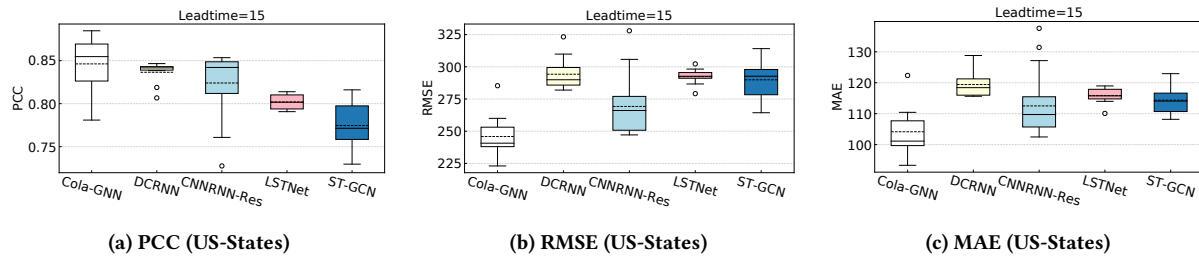 Leadtime=15
PCC
0.85
0.80
0.75
Cola-GNN
DCRNN
CNNRNN-Res
LSTNet
ST-GCN
(a) PCC (US-States)
Leadtime=15
RMSE
325
300
275
250
225
Cola-GNN
DCRNN
CNNRNN-Res
LSTNet
ST-GCN
(b) RMSE (US-States)
Leadtime=15
MAE
130
120
110
100
Cola-GNN
DCRNN
CNNRNN-Res
LSTNet
ST-GCN
(c) MAE (US-States)